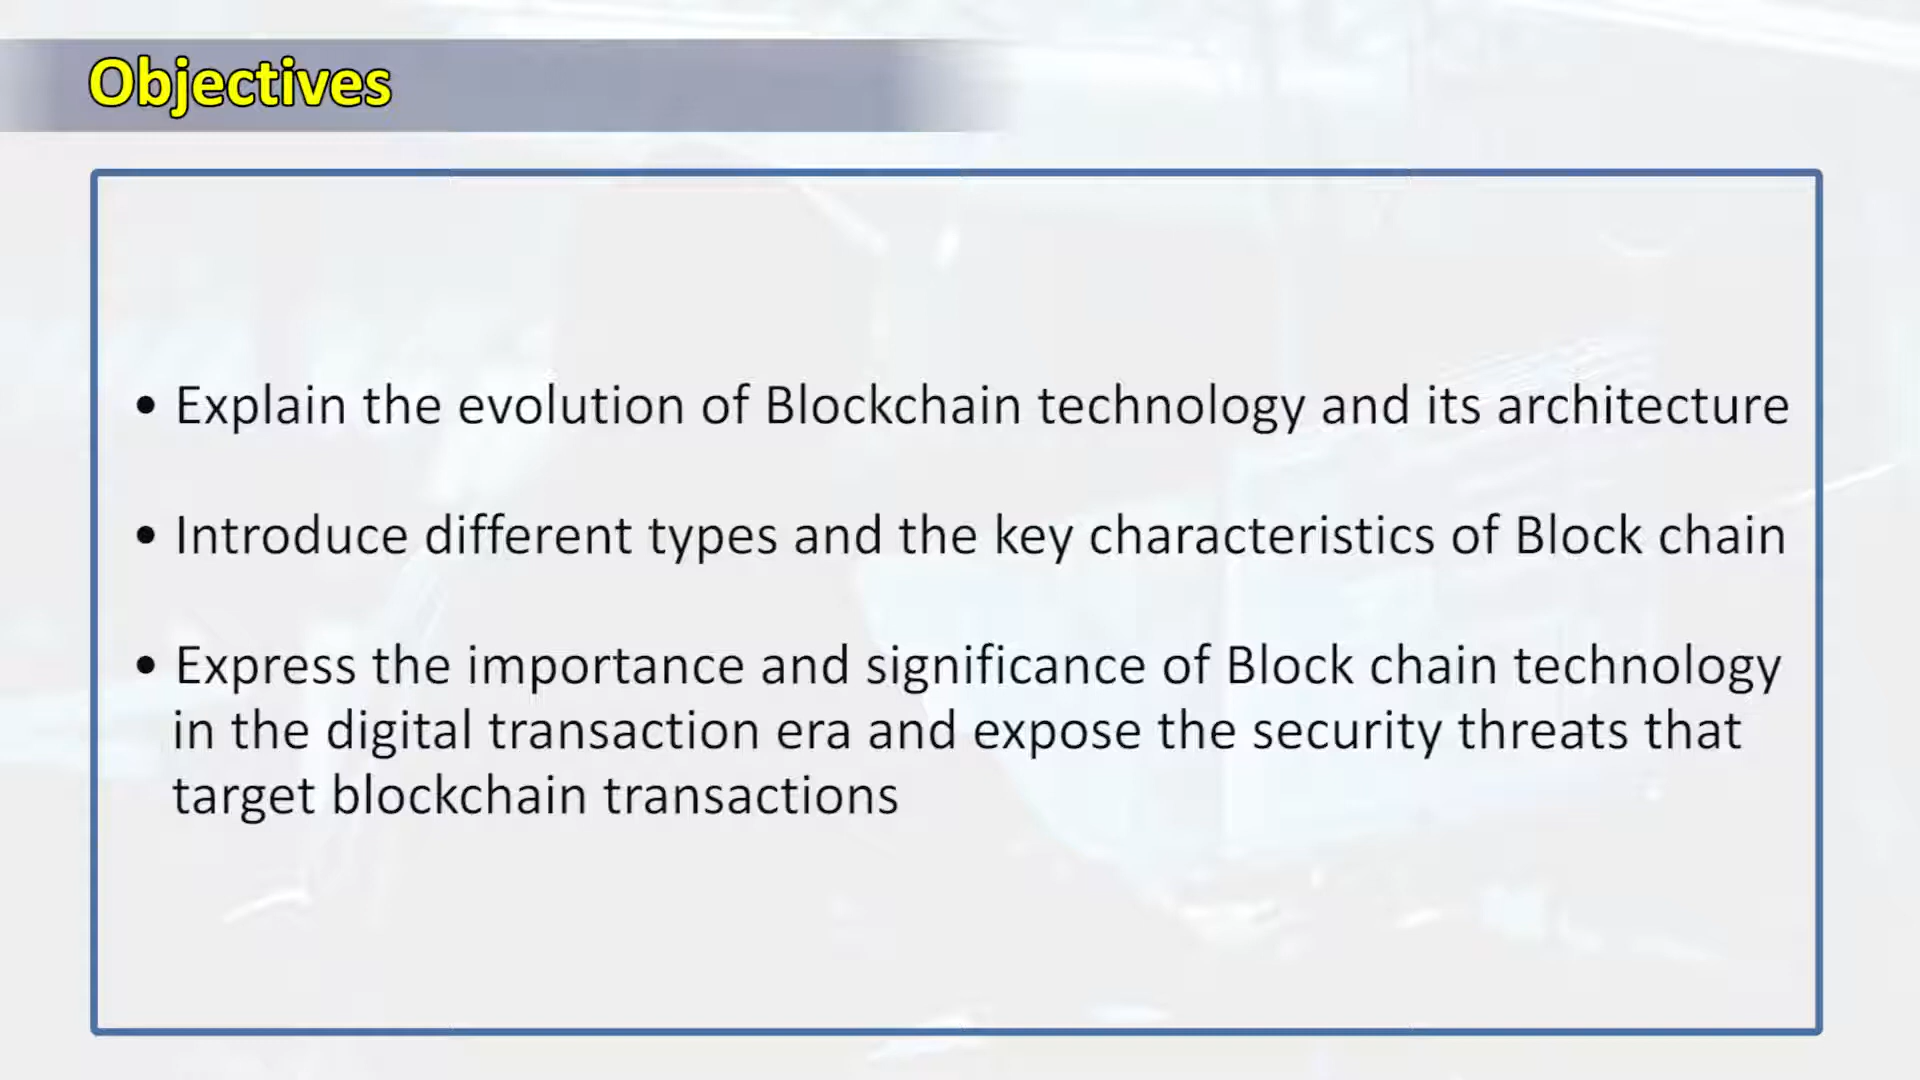 Objectives
• Explain the evolution of Blockchain technology and its architecture
• Introduce different types and the key characteristics of Block chain
• Express the importance and significance of Block chain technology
in the digital transaction era and expose the security threats that
target blockchain transactions